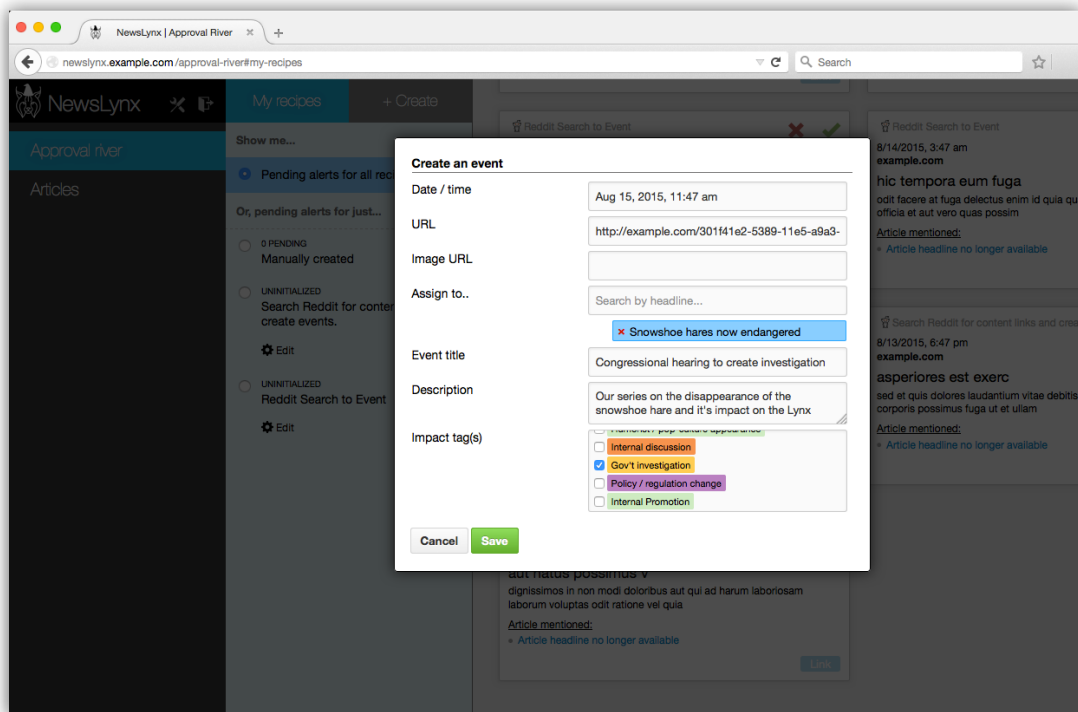 NewsLynx | Approval River
newslynx.example.com/approval-river#my-recipes
Search
NewsLynx
My recipes
+ Create
Approval river
Articles
Show me...
Pending alerts for all rec
Or, pending alerts for just...
0 PENDING
Manually created
UNINITIALIZED
Search Reddit for conten
create events.
Edit
UNINITIALIZED
Reddit Search to Event
Edit
Reddit Search to Event
Create an event
Date / time
Aug 15, 2015, 11:47 am
URL
http://example.com/301f41e2-5389-11e5-a9a3-
Image URL
Assign to..
Search by headline...
× Snowshoe hares now endangered
Event title
Congressional hearing to create investigation
Description
Our series on the disappearance of the
snowshoe hare and it's impact on the Lynx
Impact tag(s)
Internal discussion
Gov't investigation
Policy / regulation change
Internal Promotion
Cancel
Save
aut natus possimus v
dignissimos in non modi doloribus aut qui ad harum laboriosam
laborum voluptas odit ratione vel quia
Article mentioned:
Article headline no longer available
Link
Reddit Search to Event
8/14/2015, 3:47 am
example.com
hic tempora eum fuga
odit facere at fuga delectus enim id quia qu
officia et aut vero quas possim
Article mentioned:
Article headline no longer available
Search Reddit for content links and crea
8/13/2015, 6:47 pm
example.com
asperiores est exerc
sed et quis dolores laudantium vitae debitis
corporis possimus fuga ut et ullam
Article mentioned:
Article headline no longer available